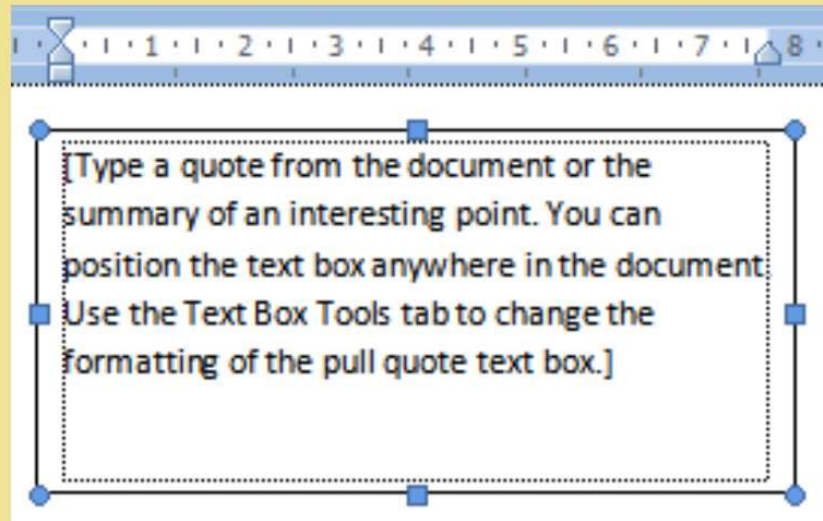 1 2 3 4 5 6 7 8
[Type a quote from the document or the
summary of an interesting point. You can
position the text box anywhere in the document.
Use the Text Box Tools tab to change the
formatting of the pull quote text box.]